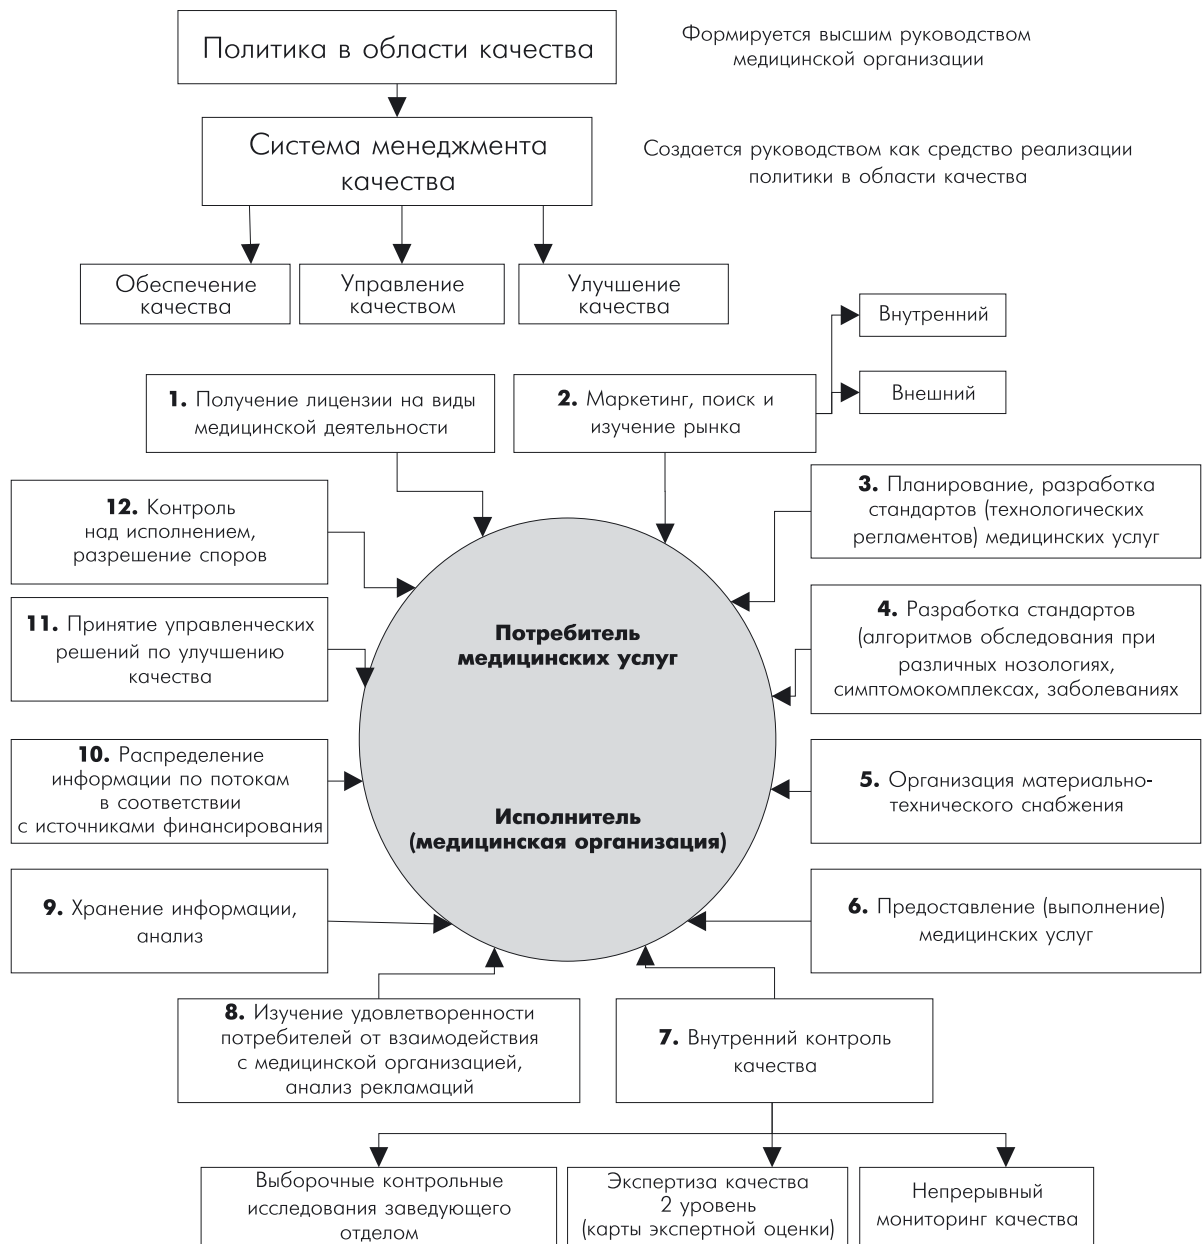 Политика в области качества
Формируется высшим руководством
медицинской организации
Система менеджмента
качества
Создается руководством как средство реализации
политики в области качества
Обеспечение
качества
Управление
качеством
Улучшение
качества
Внутренний
Внешний
1. Получение лицензии на виды
медицинской деятельности
2. Маркетинг, поиск и
изучение рынка
3. Планирование, разработка
стандартов (технологических
регламентов) медицинских услуг
4. Разработка стандартов
(алгоритмов обследования при
различных нозологиях,
симптомокомплексах, заболеваниях
5. Организация материально-
технического снабжения
6. Предоставление (выполнение)
медицинских услуг
7. Внутренний контроль
качества
8. Изучение удовлетворенности
потребителей от взаимодействия
с медицинской организацией,
анализ рекламаций
9. Хранение информации,
анализ
10. Распределение
информации по потокам
в соответствии
с источниками финансирования
11. Принятие управленческих
решений по улучшению
качества
12. Контроль
над исполнением,
разрешение споров
Потребитель
медицинских услуг
Исполнитель
(медицинская организация)
Выборочные контрольные
исследования заведующего
отделом
Экспертиза качества
2 уровень
(карты экспертной оценки)
Непрерывный
мониторинг качества